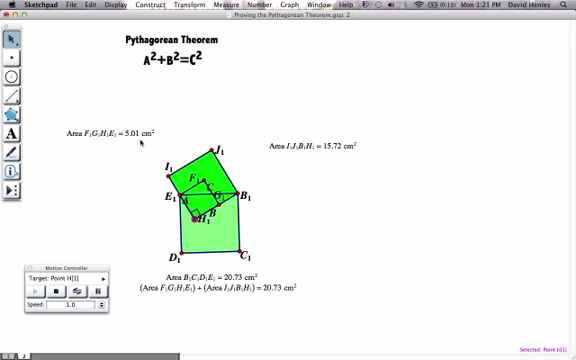 Sketchpad File Edit Display Construct Transform Measure Number Graph Window Help Mon 1:21 PM David Henley
Proving the Pythagorean Theorem.gsp: 2
Pythagorean Theorem
A²+B²=C²
Area F₁G₁H₁E₁ = 5.01 cm²
Area I₁J₁B₁H₁ = 15.72 cm²
J₁
I₁
F₁
C
E₁ A G₁ B₁
B
H₁
D₁ C₁
Motion Controller
Target: Point H[1]
Speed: 1.0
Area B₁C₁D₁E₁ = 20.73 cm²
(Area F₁G₁H₁E₁) + (Area I₁J₁B₁H₁) = 20.73 cm²
A
1 2
Selected: Point H[1]